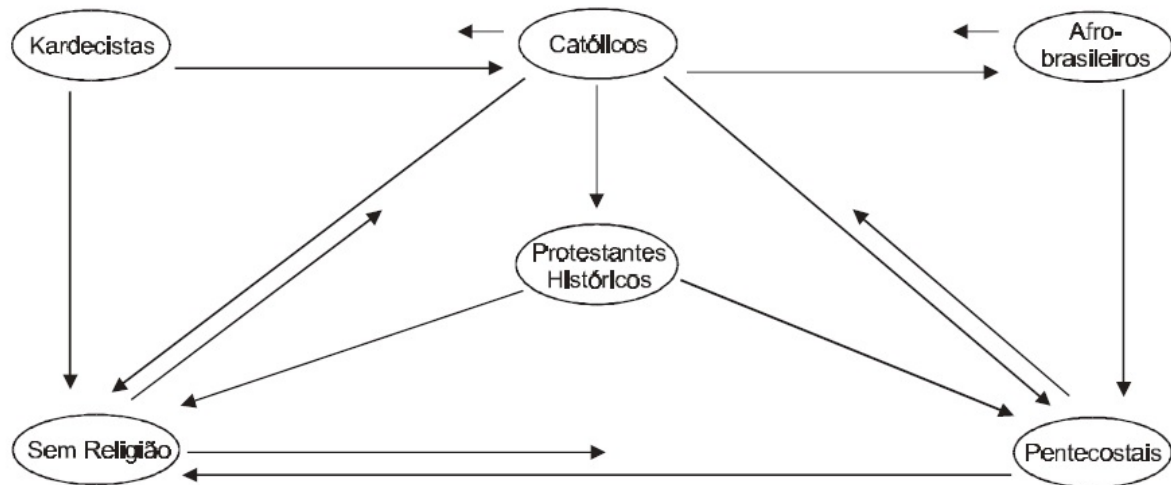 Kardecistas
Católicos
Afro-
brasileiros
Protestantes
Históricos
Sem Religião
Pentecostais